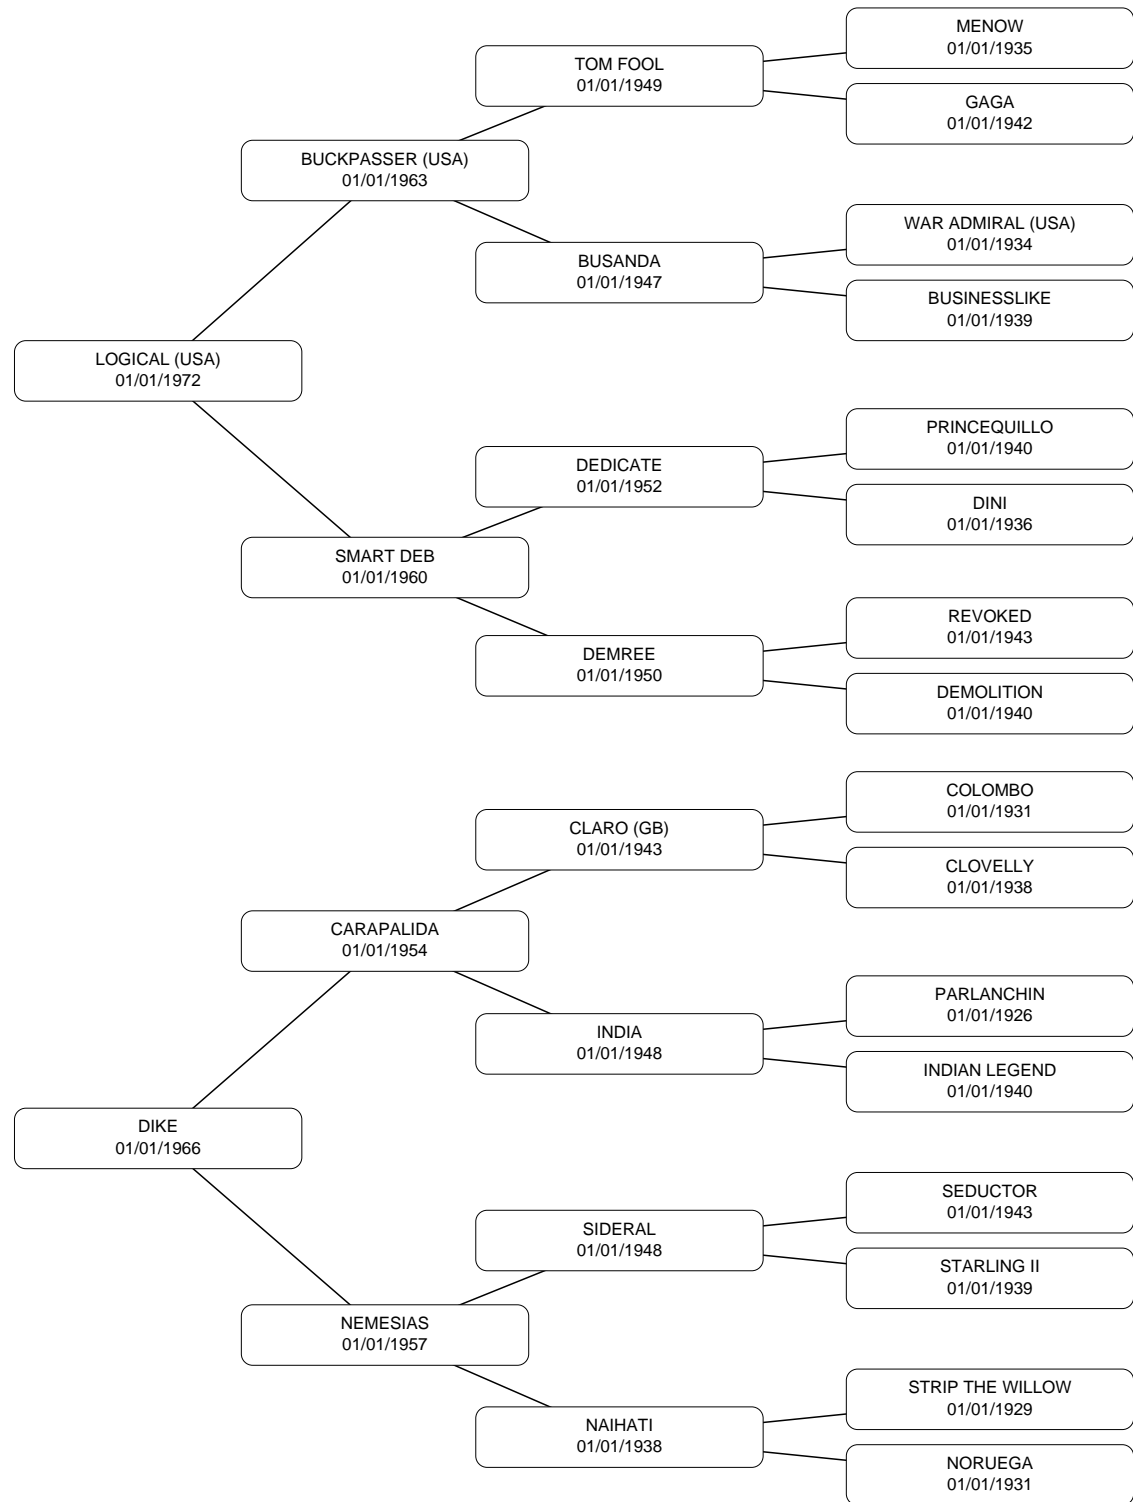 MENOW
01/01/1935
TOM FOOL
01/01/1949
GAGA
01/01/1942
BUCKPASSER (USA)
01/01/1963
WAR ADMIRAL (USA)
01/01/1934
BUSANDA
01/01/1947
BUSINESSLIKE
01/01/1939
LOGICAL (USA)
01/01/1972
PRINCEQUILLO
01/01/1940
DEDICATE
01/01/1952
DINI
01/01/1936
SMART DEB
01/01/1960
REVOKED
01/01/1943
DEMREE
01/01/1950
DEMOLITION
01/01/1940
COLOMBO
01/01/1931
CLARO (GB)
01/01/1943
CLOVELLY
01/01/1938
CARAPALIDA
01/01/1954
PARLANCHIN
01/01/1926
INDIA
01/01/1948
INDIAN LEGEND
01/01/1940
DIKE
01/01/1966
SEDUCTOR
01/01/1943
SIDERAL
01/01/1948
STARLING II
01/01/1939
NEMESIAS
01/01/1957
STRIP THE WILLOW
01/01/1929
NAIHATI
01/01/1938
NORUEGA
01/01/1931